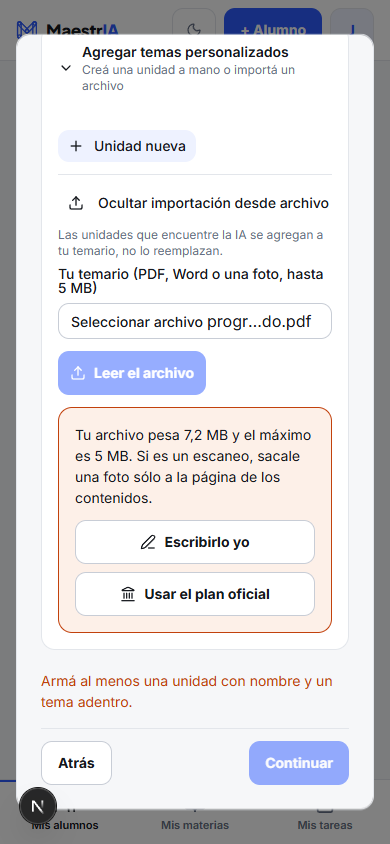 MaestrIA
+ Alumno
J
Agregar temas personalizados
Creá una unidad a mano o importá un
archivo
Unidad nueva
Ocultar importación desde archivo
Las unidades que encuentre la IA se agregan a
tu temario, no lo reemplazan.
Tu temario (PDF, Word o una foto, hasta
5 MB)
Seleccionar archivo progr...do.pdf
Leer el archivo
Tu archivo pesa 7,2 MB y el máximo
es 5 MB. Si es un escaneo, sacale
una foto sólo a la página de los
contenidos.
Escribirlo yo
Usar el plan oficial
Armá al menos una unidad con nombre y un
tema adentro.
Atrás
Continuar
N
Mis alumnos
Mis materias
Mis tareas